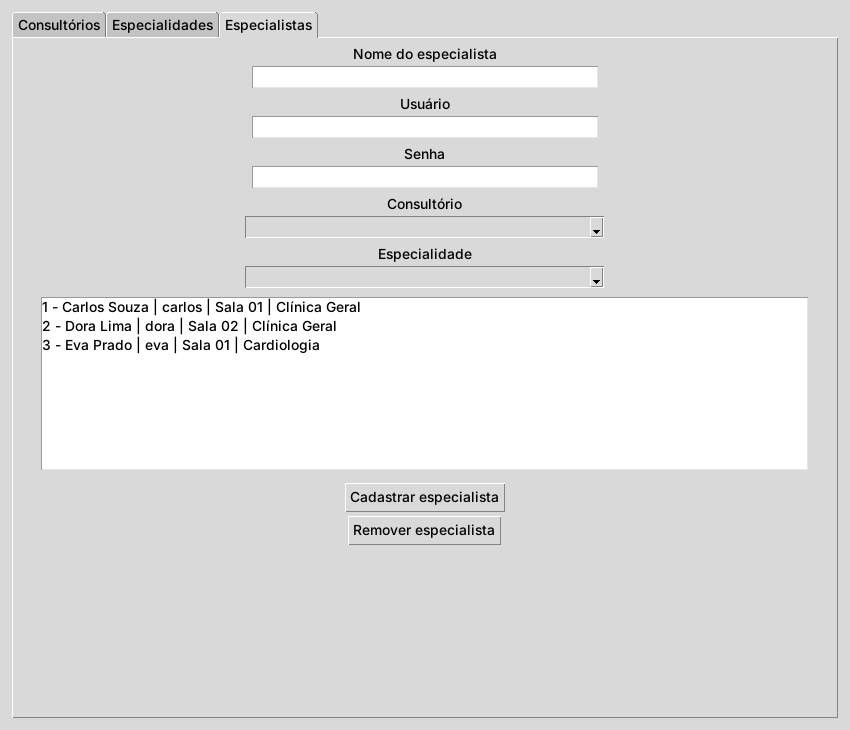 Consultórios Especialidades Especialistas
Nome do especialista
Usuário
Senha
Consultório
Especialidade
1 - Carlos Souza | carlos | Sala 01 | Clínica Geral
2 - Dora Lima | dora | Sala 02 | Clínica Geral
3 - Eva Prado | eva | Sala 01 | Cardiologia
Cadastrar especialista
Remover especialista